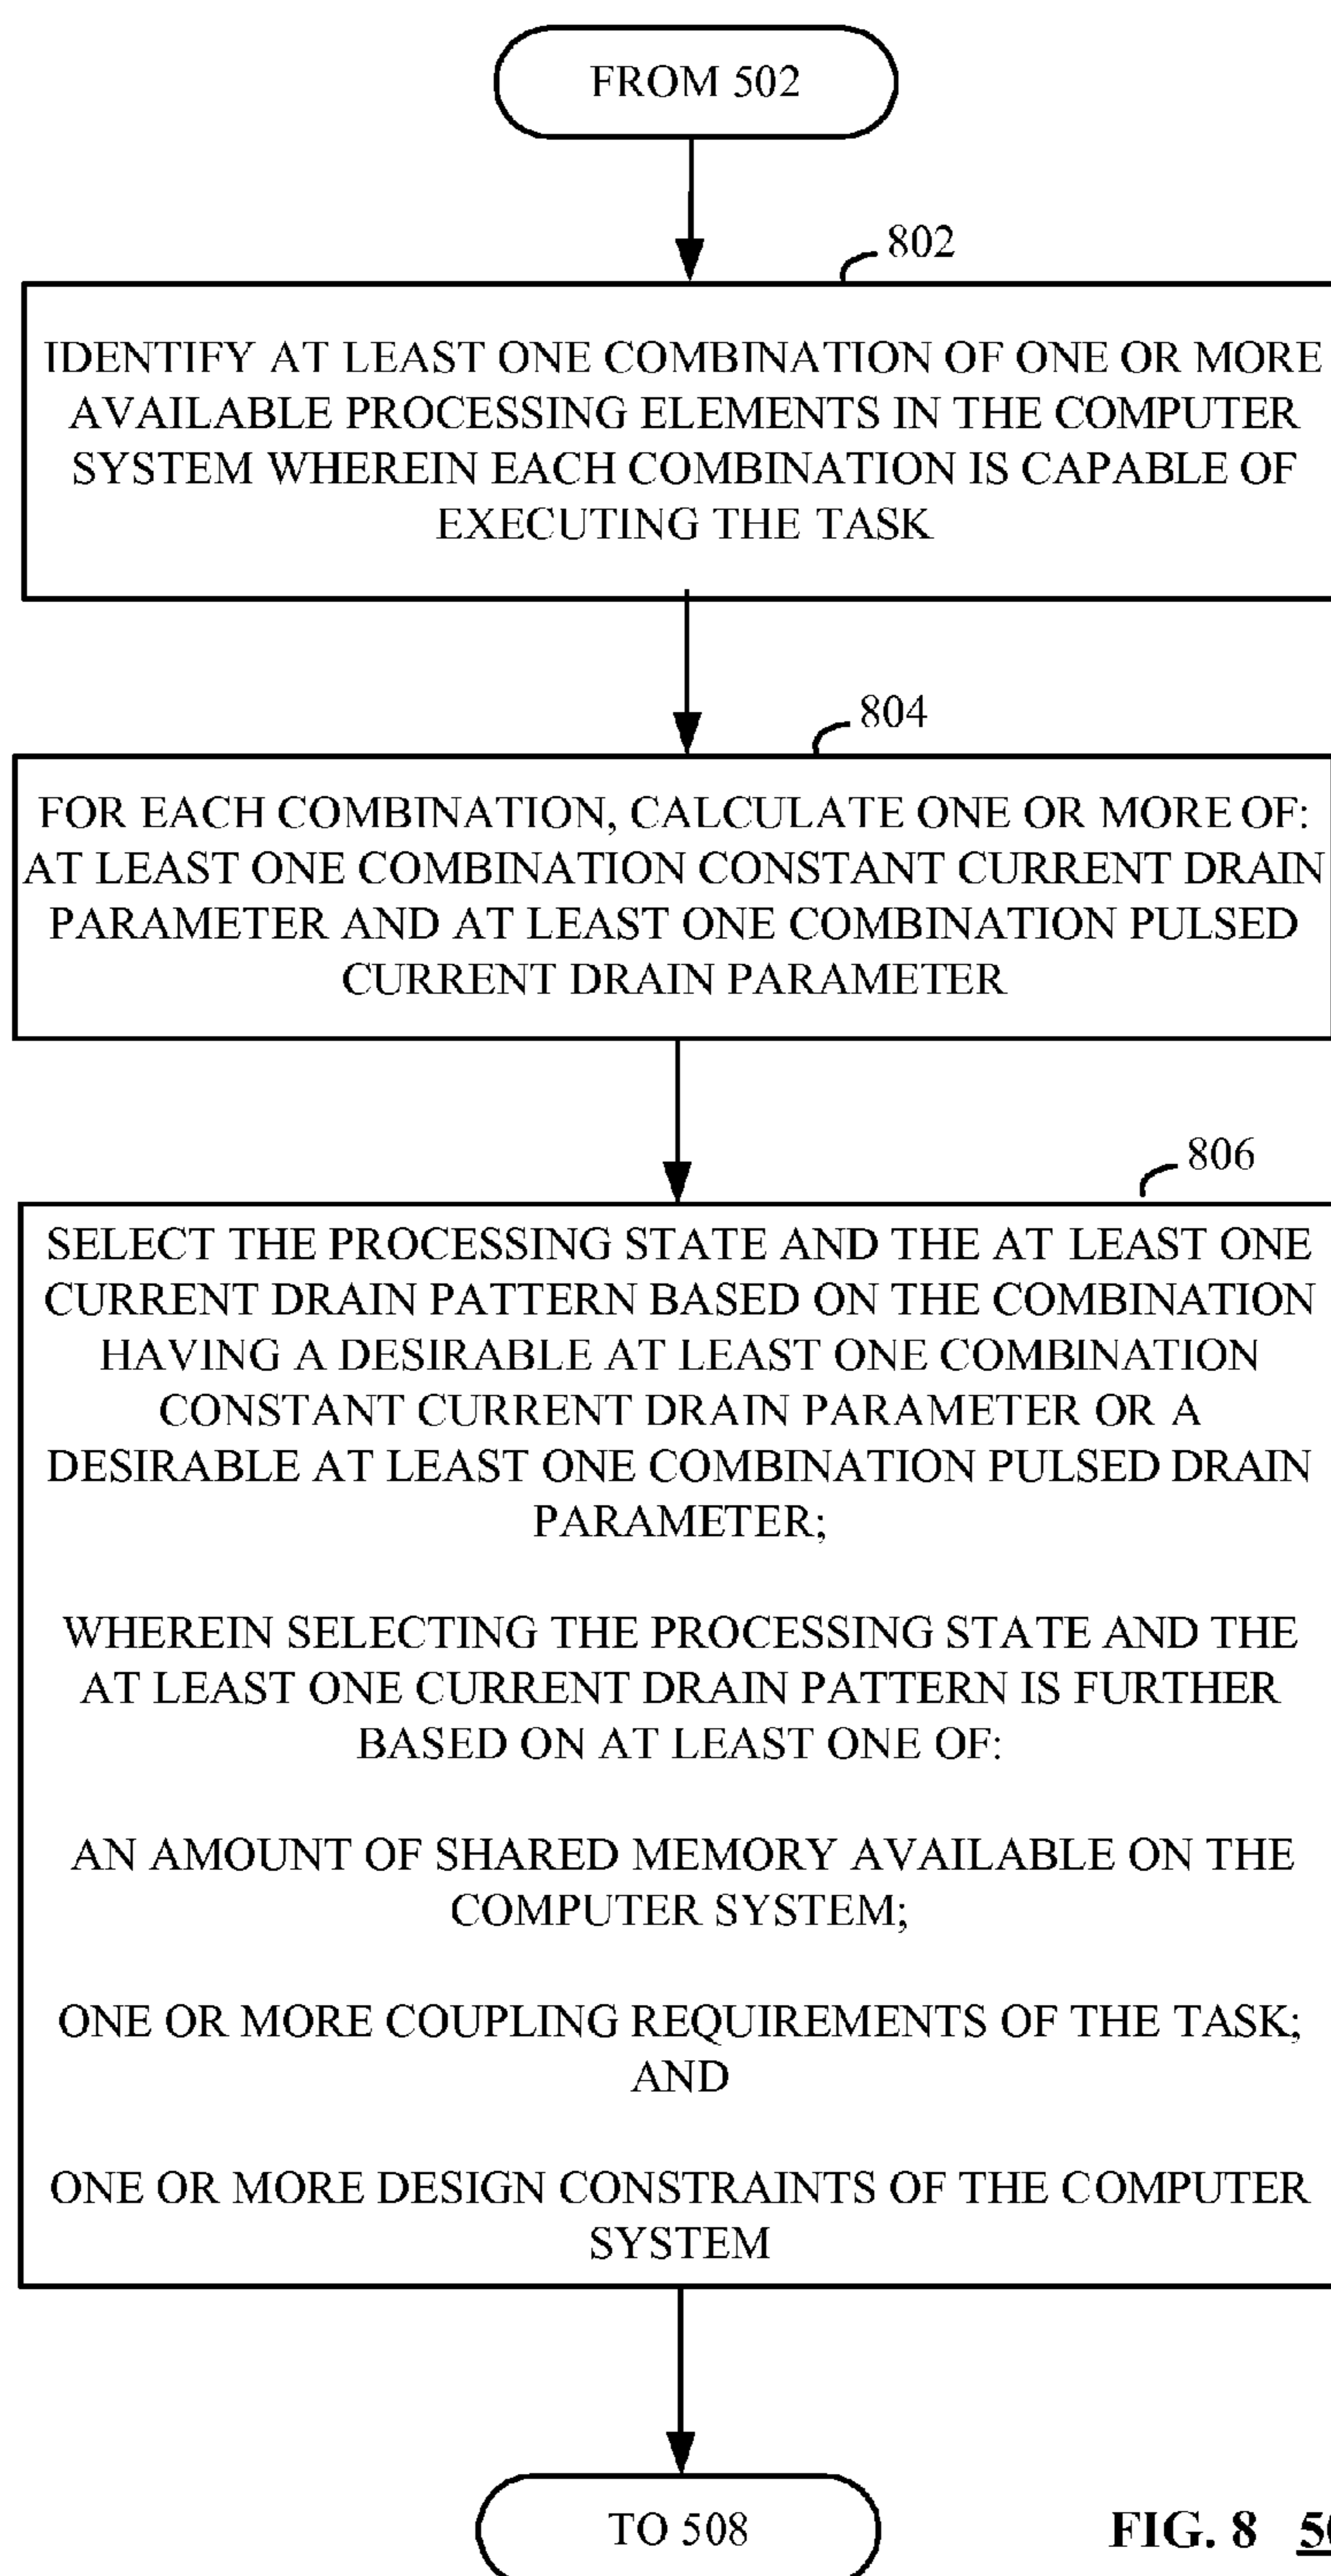 FROM 502
802
IDENTIFY AT LEAST ONE COMBINATION OF ONE OR MORE
AVAILABLE PROCESSING ELEMENTS IN THE COMPUTER
SYSTEM WHEREIN EACH COMBINATION IS CAPABLE OF
EXECUTING THE TASK
804
FOR EACH COMBINATION, CALCULATE ONE OR MORE OF:
AT LEAST ONE COMBINATION CONSTANT CURRENT DRAIN
PARAMETER AND AT LEAST ONE COMBINATION PULSED
CURRENT DRAIN PARAMETER
806
SELECT THE PROCESSING STATE AND THE AT LEAST ONE
CURRENT DRAIN PATTERN BASED ON THE COMBINATION
HAVING A DESIRABLE AT LEAST ONE COMBINATION
CONSTANT CURRENT DRAIN PARAMETER OR A
DESIRABLE AT LEAST ONE COMBINATION PULSED DRAIN
PARAMETER;
WHEREIN SELECTING THE PROCESSING STATE AND THE
AT LEAST ONE CURRENT DRAIN PATTERN IS FURTHER
BASED ON AT LEAST ONE OF:
AN AMOUNT OF SHARED MEMORY AVAILABLE ON THE
COMPUTER SYSTEM;
ONE OR MORE COUPLING REQUIREMENTS OF THE TASK;
AND
ONE OR MORE DESIGN CONSTRAINTS OF THE COMPUTER
SYSTEM
TO 508
FIG. 8